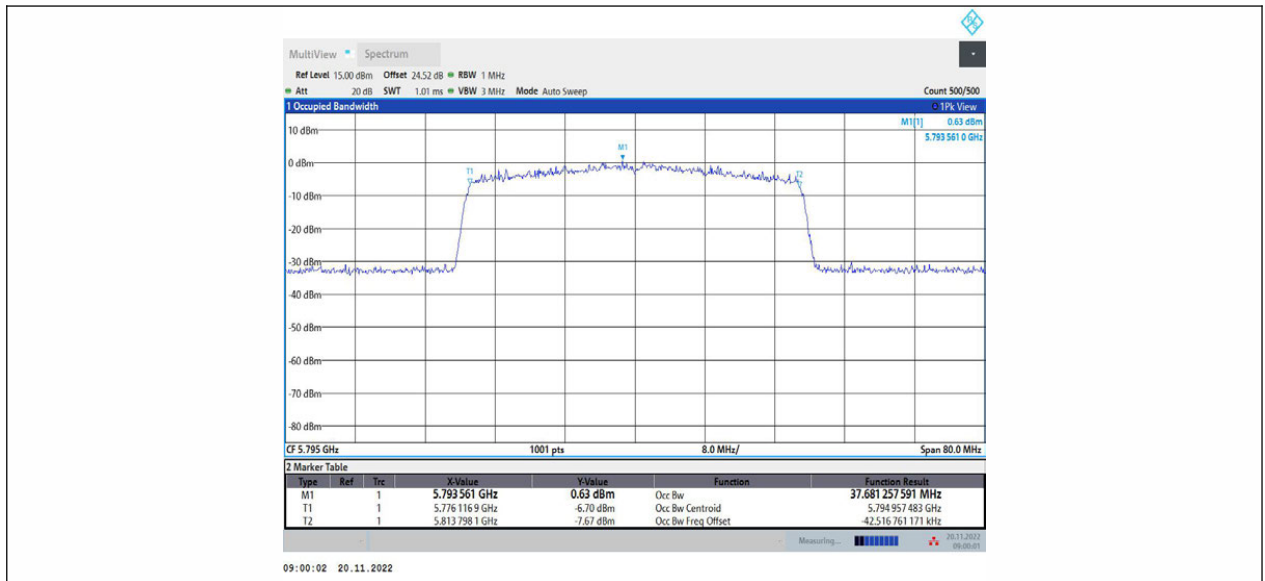 MultiView Spectrum
Ref Level 15.00 dBm Offset 24.52 dB RBW 1 MHz
Att 20 dB SWT 1.01 ms VBW 3 MHz Mode Auto Sweep Count 500/500
1 Occupied Bandwidth 1Pk View
M1[1] 0.63 dBm
5.793 561 0 GHz
10 dBm
M1
0 dBm
T1
T2
-10 dBm
-20 dBm
-30 dBm
-40 dBm
-50 dBm
-60 dBm
-70 dBm
-80 dBm
CF 5.795 GHz 1001 pts 8.0 MHz/ Span 80.0 MHz
2 Marker Table
Type Ref Trc X-Value Y-Value Function Function Result
M1 1 5.793 561 GHz 0.63 dBm Occ Bw 37.681 257 591 MHz
T1 1 5.776 116 9 GHz -6.70 dBm Occ Bw Centroid 5.794 957 483 GHz
T2 1 5.813 798 1 GHz -7.67 dBm Occ Bw Freq Offset -42.516 761 171 kHz
Measuring... 20.11.2022
09:00:01
09:00:02 20.11.2022